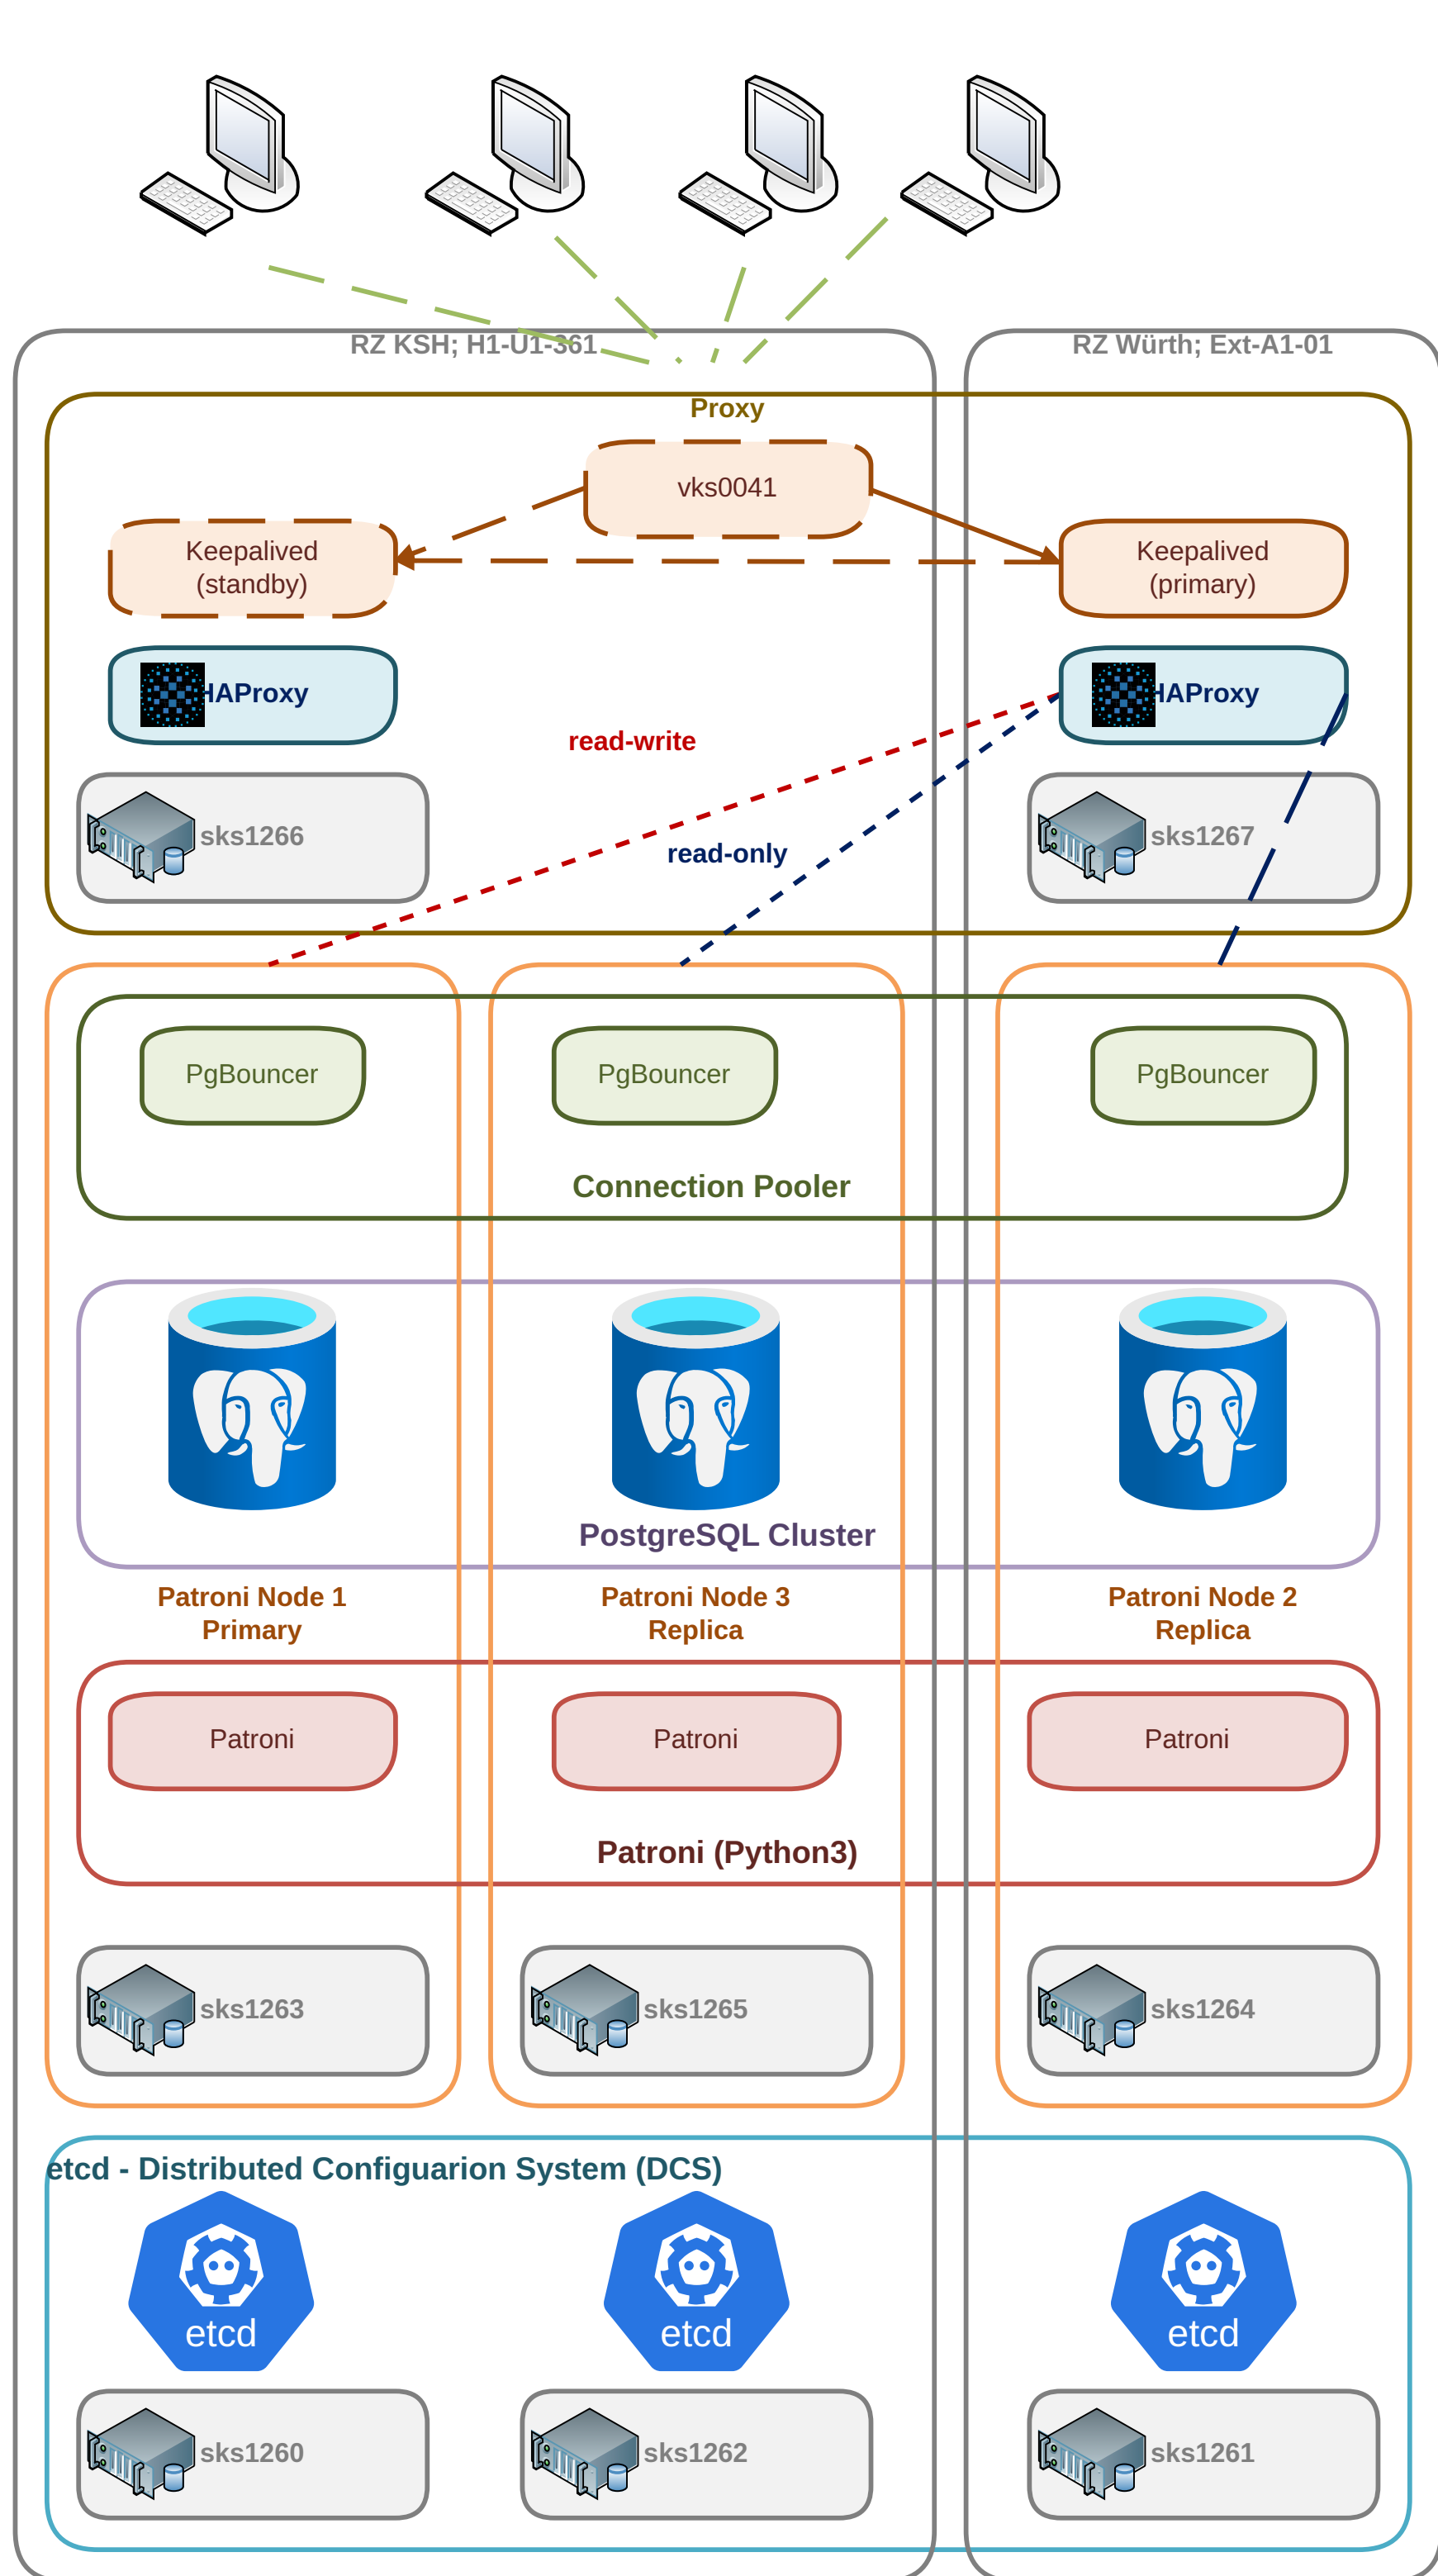 RZ KSH; H1-U1-361
RZ Würth; Ext-A1-01
Proxy
vks0041
Keepalived
(standby)
Keepalived
(primary)
HAProxy
HAProxy
read-write
sks1266
sks1267
read-only
PgBouncer
PgBouncer
PgBouncer
Connection Pooler
PostgreSQL Cluster
Patroni Node 1
Primary
Patroni Node 3
Replica
Patroni Node 2
Replica
Patroni
Patroni
Patroni
Patroni (Python3)
sks1263
sks1265
sks1264
etcd - Distributed Configuarion System (DCS)
etcd
etcd
etcd
sks1260
sks1262
sks1261